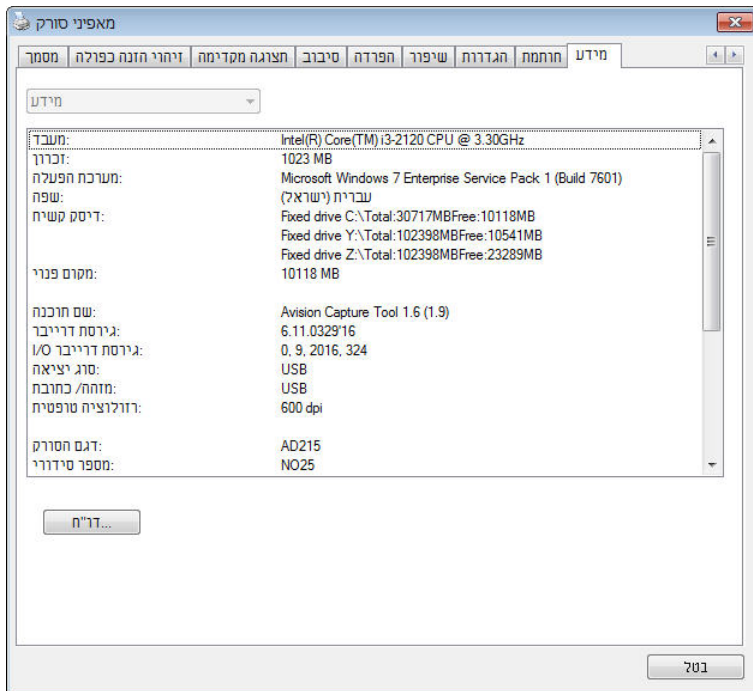 מאפיני סורק
מסמך זיהוי הזנה כפולה תצוגה מקדימה סיבוב הפרדה שיפור הגדרות חותמת מידע
מידע
מעבד: Intel(R) Core(TM) i3-2120 CPU @ 3.30GHz
זכרון: 1023 MB
מערכת הפעלה: Microsoft Windows 7 Enterprise Service Pack 1 (Build 7601)
שפה: עברית (ישראל)
דיסק קשיח: Fixed drive C:\Total:30717MBFree:10118MB
Fixed drive Y:\Total:102398MBFree:10541MB
Fixed drive Z:\Total:102398MBFree:23289MB
מקום פנוי: 10118 MB
שם תוכנה: Avision Capture Tool 1.6 (1.9)
גירסת דרייבר: 6.11.0329'16
גירסת דרייבר I/O: 0, 9, 2016, 324
סוג יציאה: USB
מזהה/ כתובת: USB
רזולוציה טופטית: 600 dpi
דגם הסורק: AD215
מספר סידורי: NO25
דו"ח...
בטל